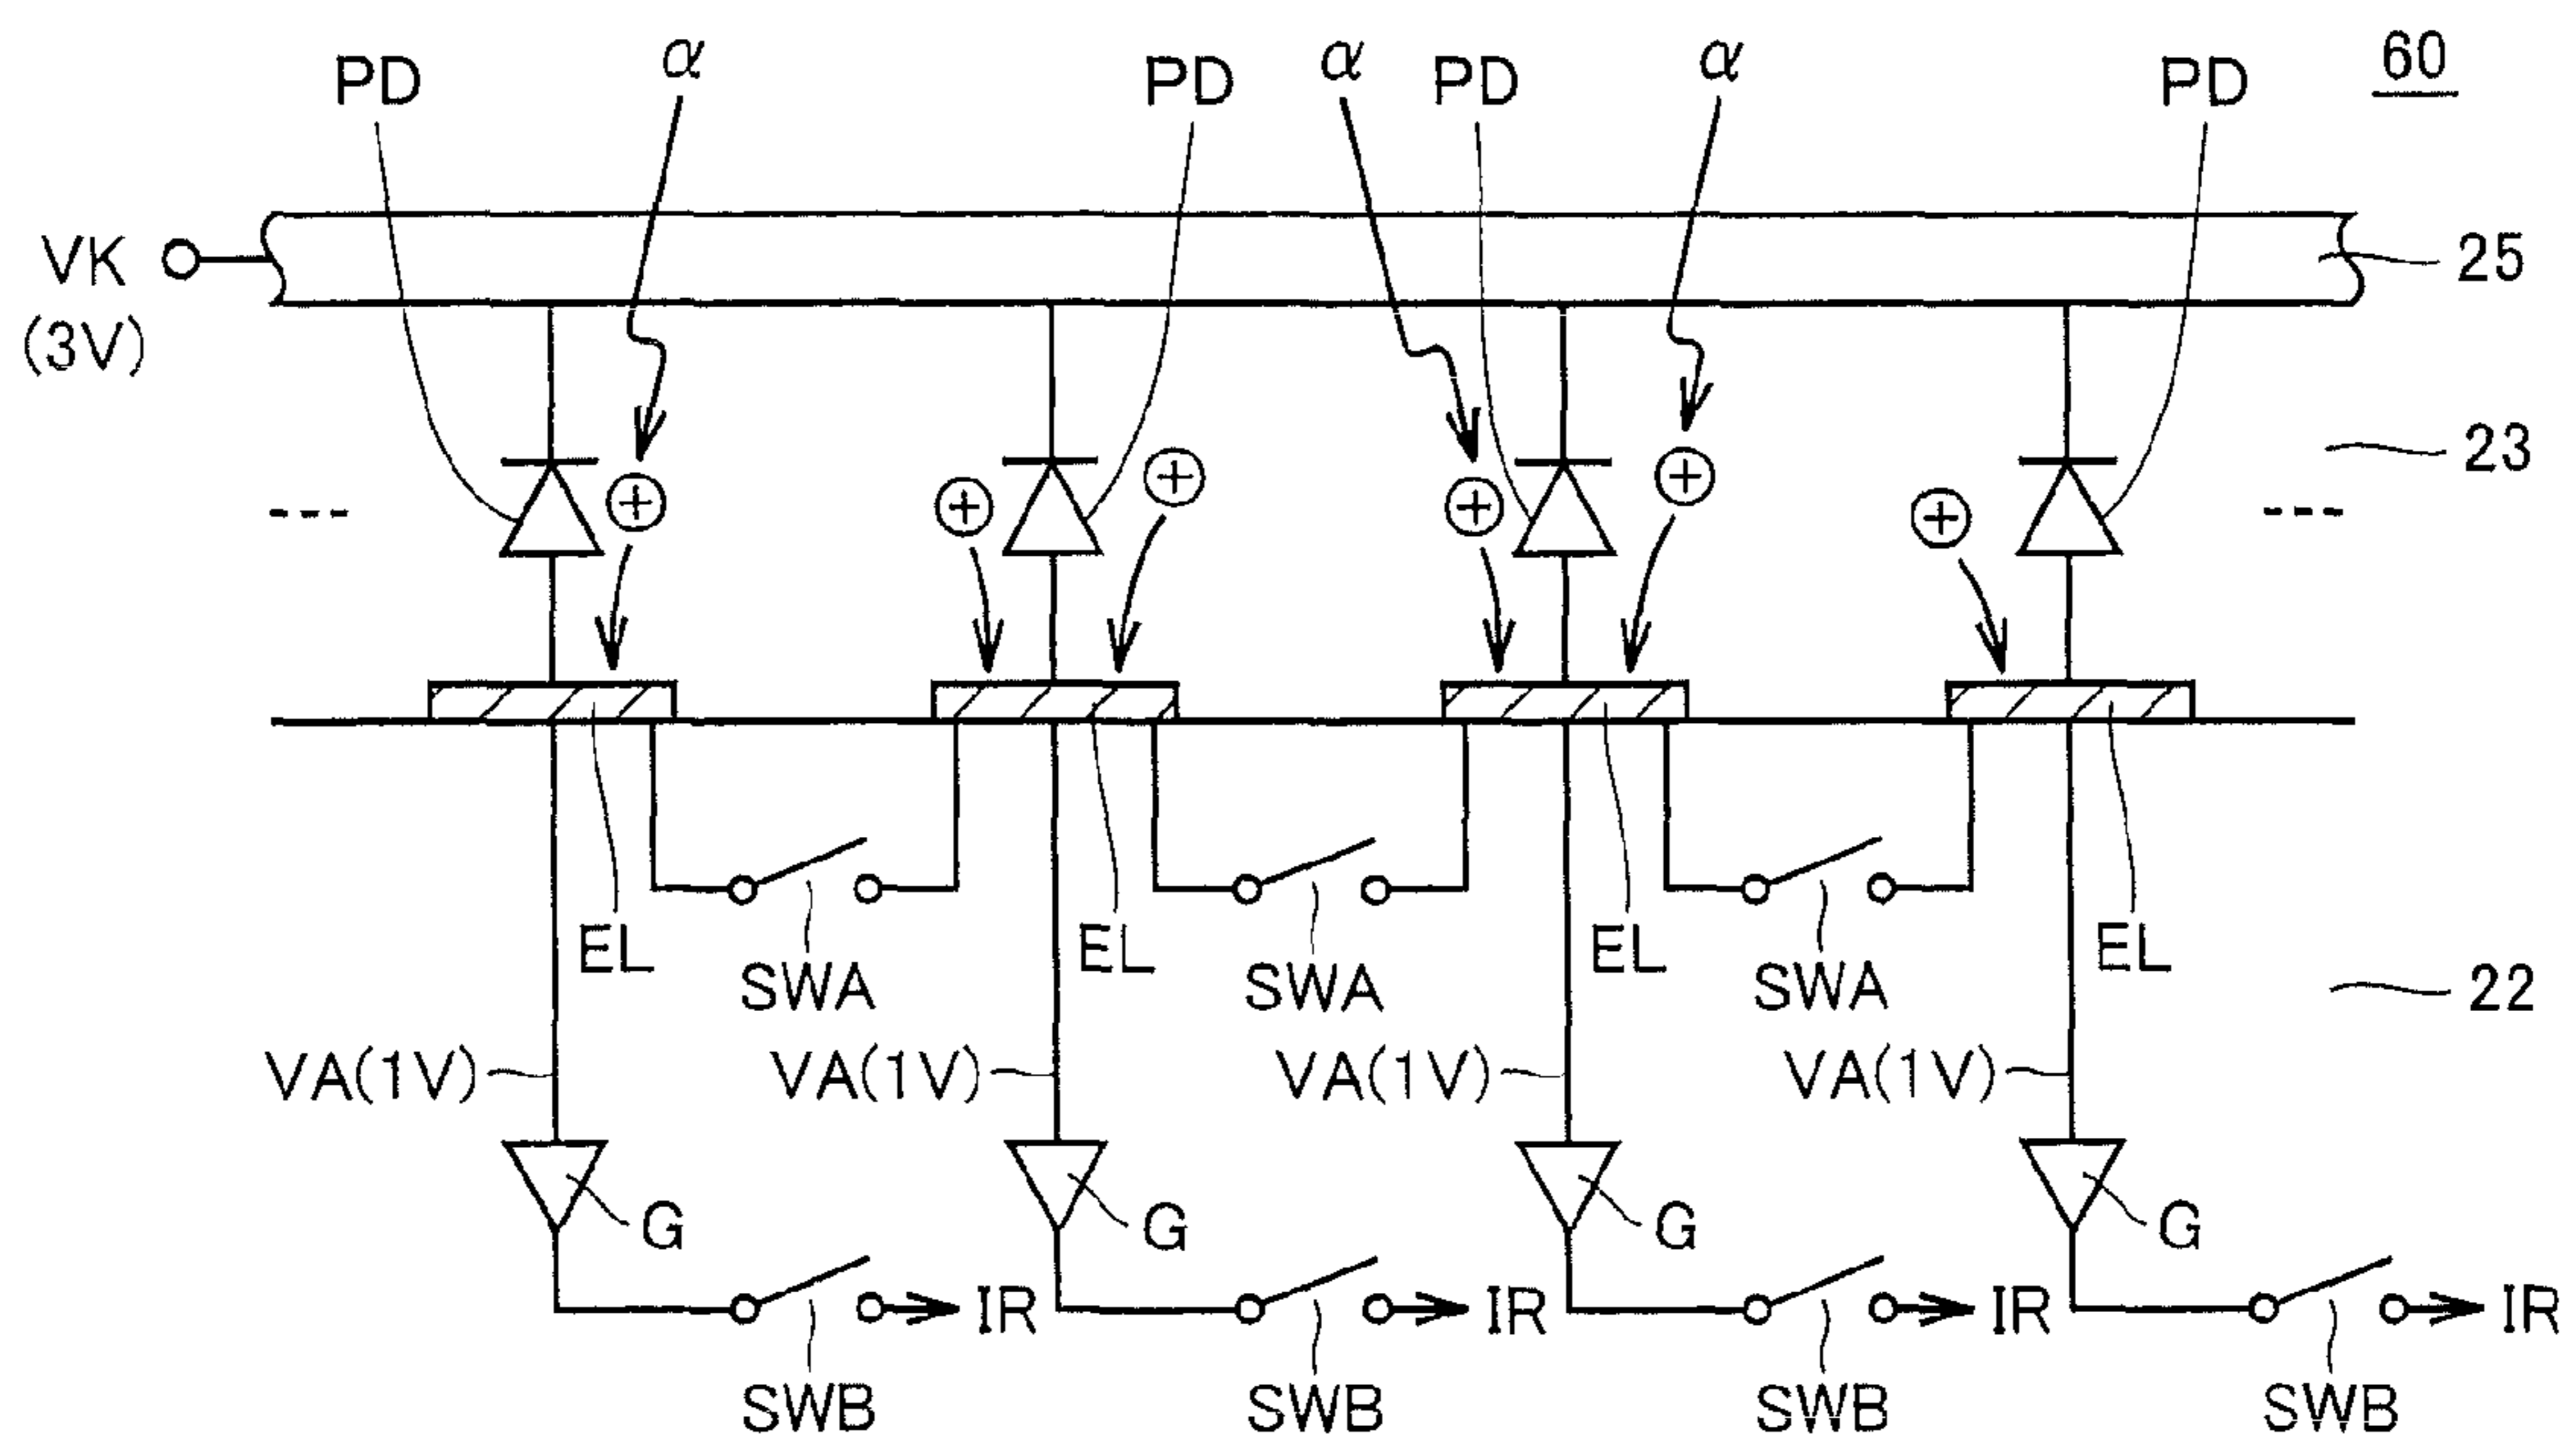 60
PD α PD α PD α PD
VK
(3V)
25
23
EL EL EL EL
SWA SWA SWA
22
VA(1V) VA(1V) VA(1V) VA(1V)
G G G G
IR IR IR IR
SWB SWB SWB SWB